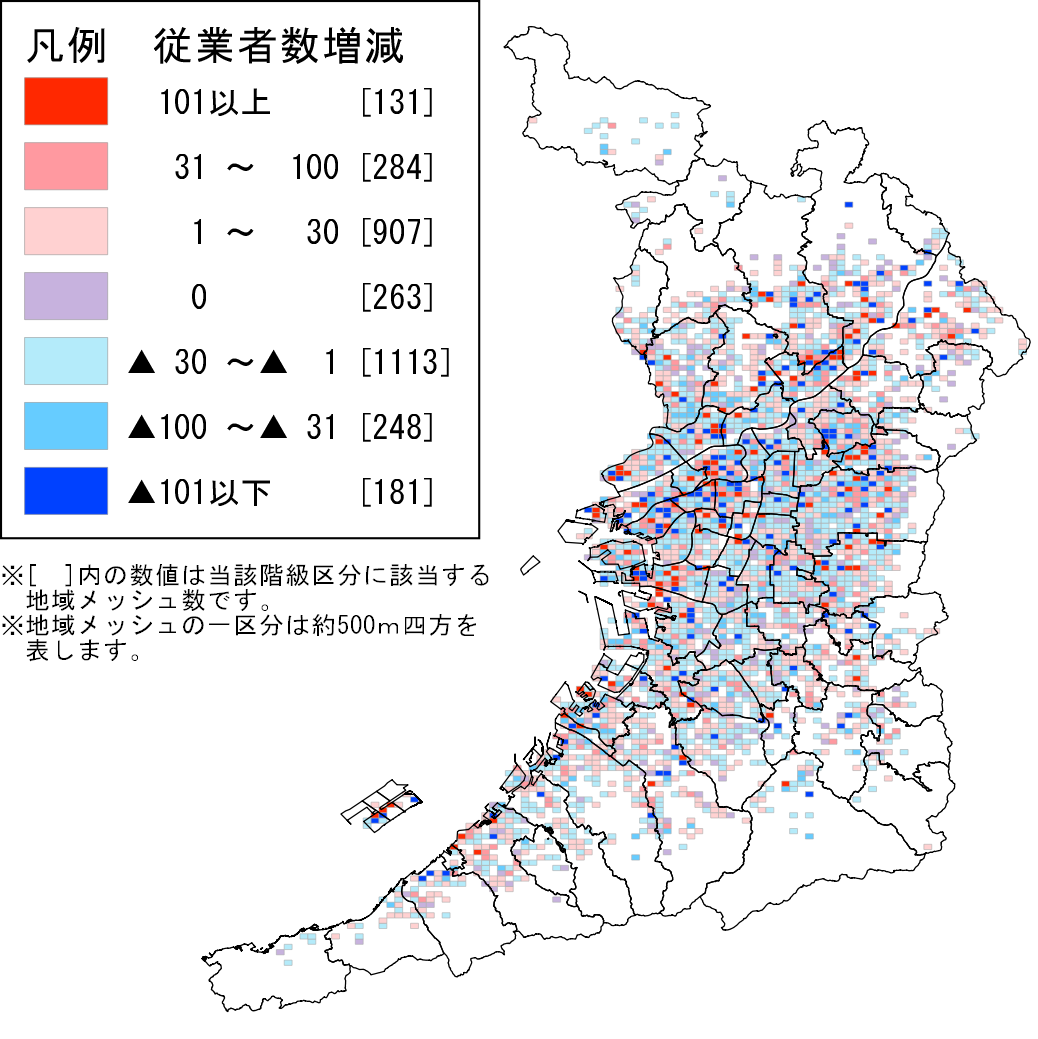 凡例 従業者数増減
101以上 [131]
31 ～ 100 [284]
1 ～ 30 [907]
0 [263]
▲ 30 ～▲ 1 [1113]
▲100 ～▲ 31 [248]
▲101以下 [181]
※[ ]内の数値は当該階級区分に該当する
地域メッシュ数です。
※地域メッシュの一区分は約500ｍ四方を
表します。